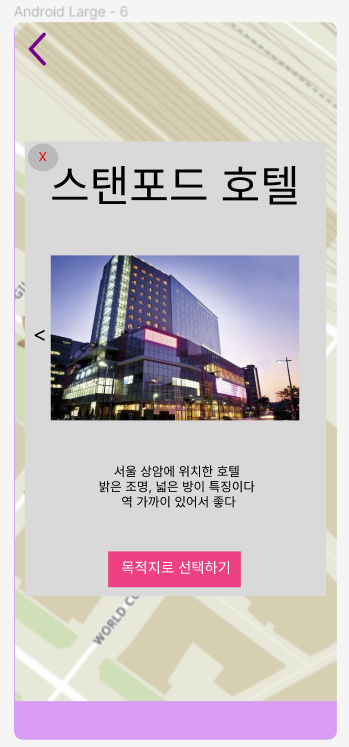 Android Large - 6
X
스탠포드 호텔
<
서울 상암에 위치한 호텔
밝은 조명, 넓은 방이 특징이다
역 가까이 있어서 좋다
목적지로 선택하기
WORLD CU